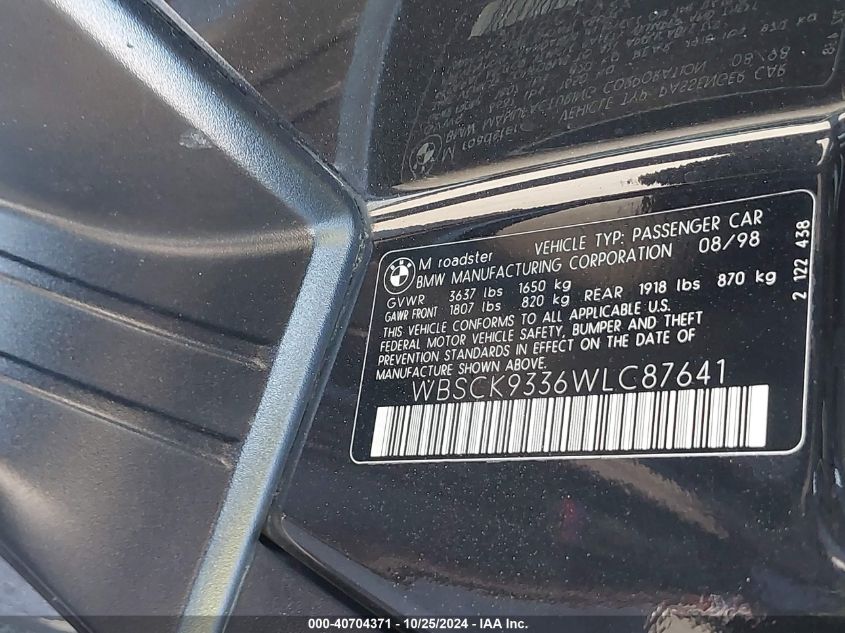 M roadster VEHICLE TYP: PASSENGER CAR
BMW MANUFACTURING CORPORATION 08/98
GVWR 3637 lbs 1650 kg
GAWR FRONT 1807 lbs 820 kg REAR 1918 lbs 870 kg
THIS VEHICLE CONFORMS TO ALL APPLICABLE U.S.
FEDERAL MOTOR VEHICLE SAFETY, BUMPER AND THEFT
PREVENTION STANDARDS IN EFFECT ON THE DATE OF
MANUFACTURE SHOWN ABOVE.
WBSCK9336WLC87641
2 122 438
000-40704371 - 10/25/2024 - IAA Inc.